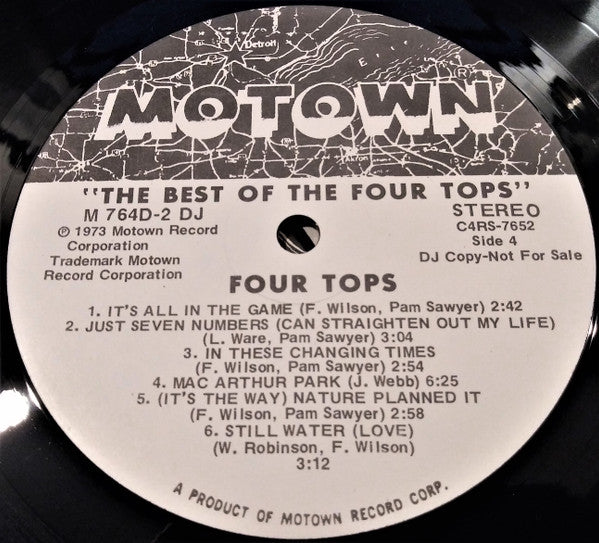 Detroit
MOTOWN®
Akron
"THE BEST OF THE FOUR TOPS"
M 764D-2 DJ
℗ 1973 Motown Record
Corporation
Trademark Motown
Record Corporation
STEREO
C4RS-7652
Side 4
DJ Copy-Not For Sale
FOUR TOPS
1. IT'S ALL IN THE GAME (F. Wilson, Pam Sawyer) 2:42
2. JUST SEVEN NUMBERS (CAN STRAIGHTEN OUT MY LIFE)
(L. Ware, Pam Sawyer) 3:04
3. IN THESE CHANGING TIMES
(F. Wilson, Pam Sawyer) 2:54
4. MAC ARTHUR PARK (J. Webb) 6:25
5. (IT'S THE WAY) NATURE PLANNED IT
(F. Wilson, Pam Sawyer) 2:58
6. STILL WATER (LOVE)
(W. Robinson, F. Wilson)
3:12
A PRODUCT OF MOTOWN RECORD CORP.